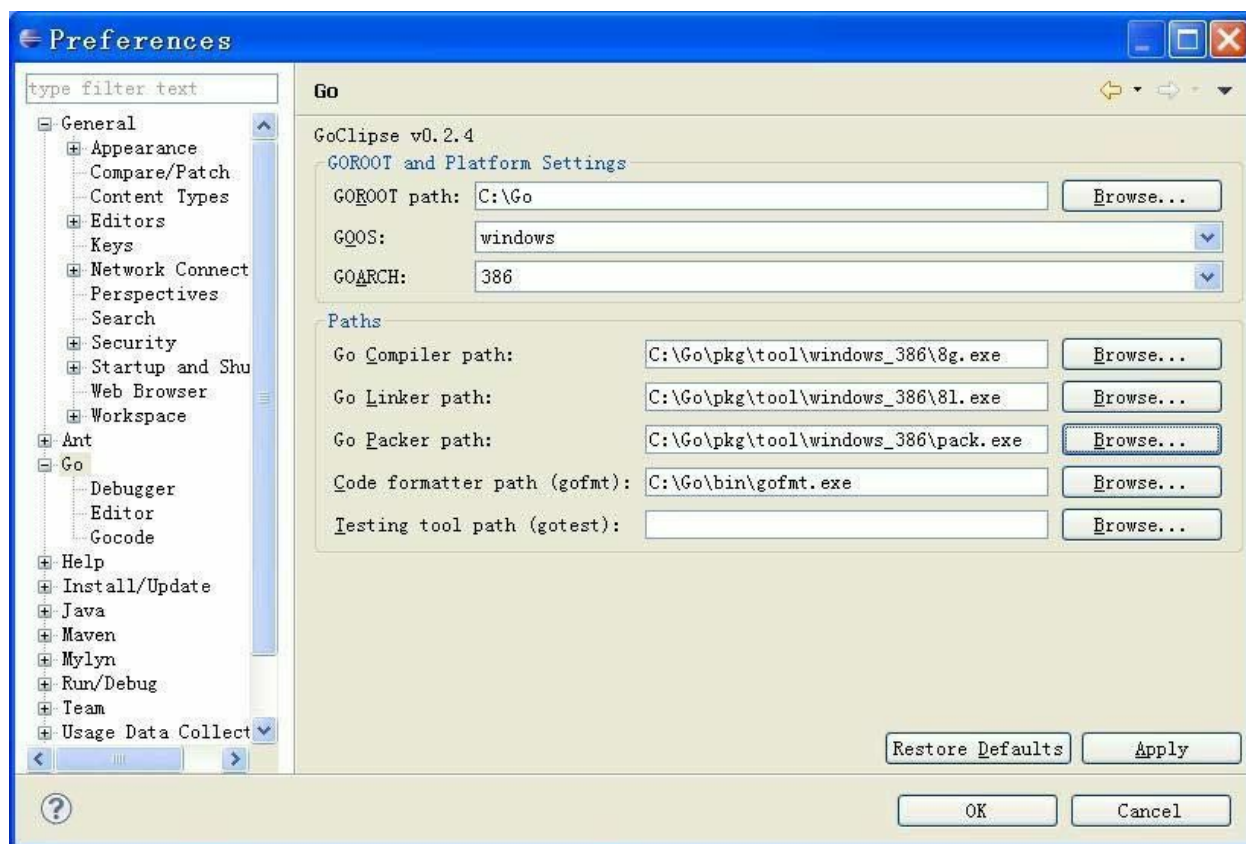 Preferences
type filter text
General
Appearance
Compare/Patch
Content Types
Editors
Keys
Network Connect
Perspectives
Search
Security
Startup and Shu
Web Browser
Workspace
Ant
Go
Debugger
Editor
Gocode
Help
Install/Update
Java
Maven
Mylyn
Run/Debug
Team
Usage Data Collect
Go
GoClipse v0.2.4
GOROOT and Platform Settings
GOROOT path: C:\Go Browse...
GOOS: windows
GOARCH: 386
Paths
Go Compiler path: C:\Go\pkg\tool\windows_386\8g.exe Browse...
Go Linker path: C:\Go\pkg\tool\windows_386\8l.exe Browse...
Go Packer path: C:\Go\pkg\tool\windows_386\pack.exe Browse...
Code formatter path (gofmt): C:\Go\bin\gofmt.exe Browse...
Testing tool path (gotest): Browse...
Restore Defaults Apply
OK Cancel